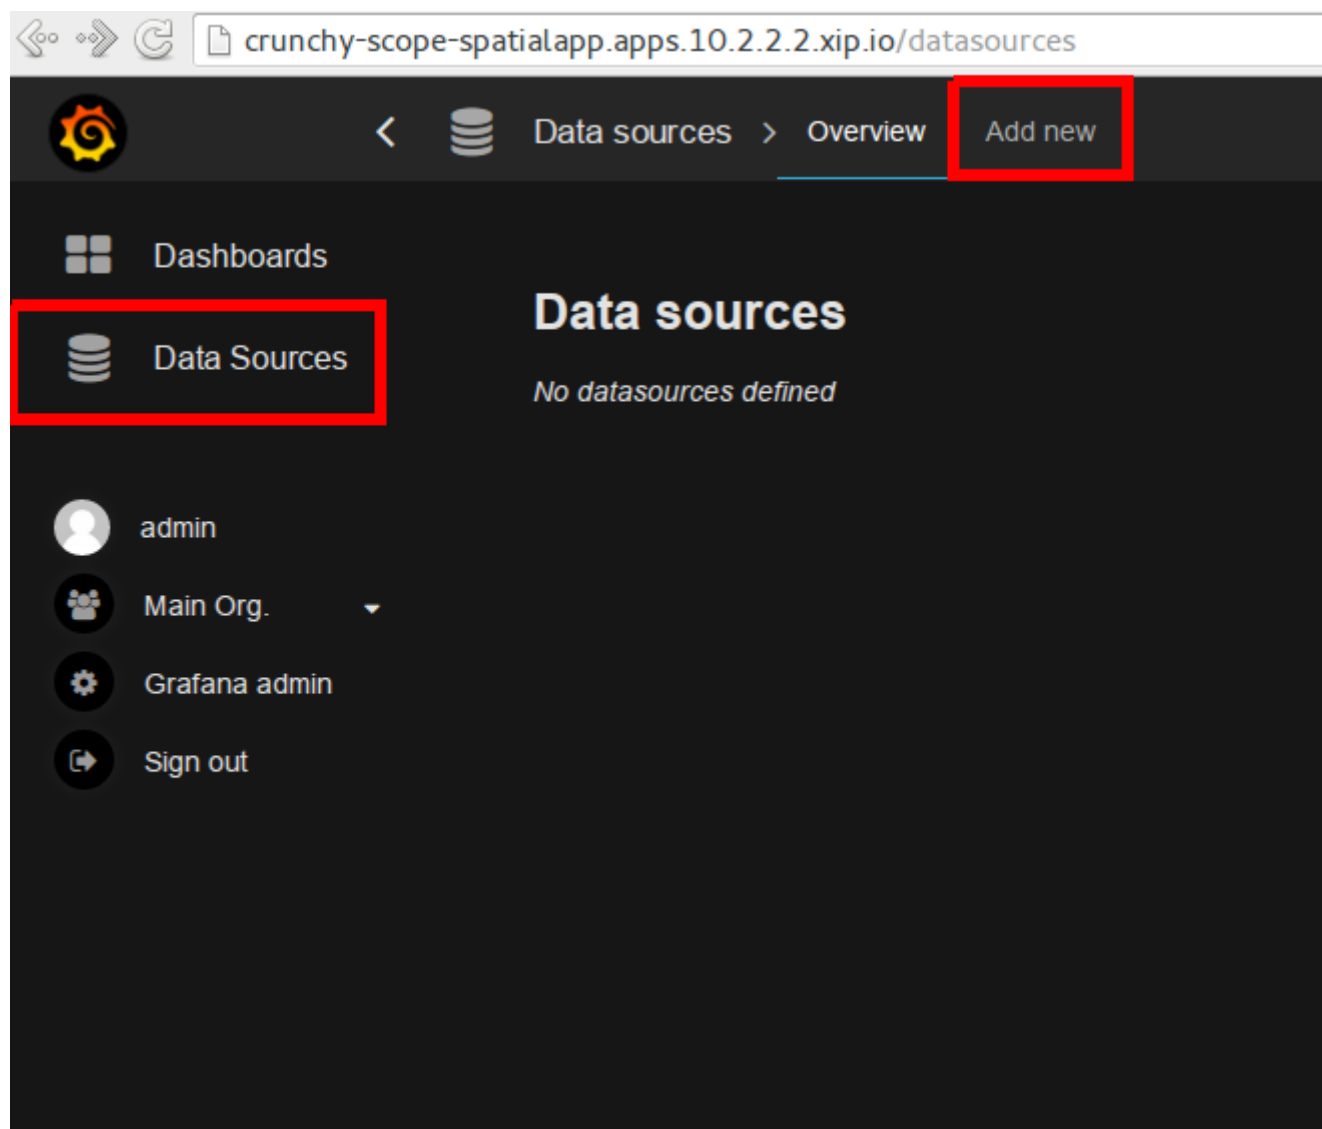 crunchy-scope-spatialapp.apps.10.2.2.2.xip.io/datasources
Data sources > Overview Add new
Dashboards
Data Sources
Data sources
No datasources defined
admin
Main Org.
Grafana admin
Sign out